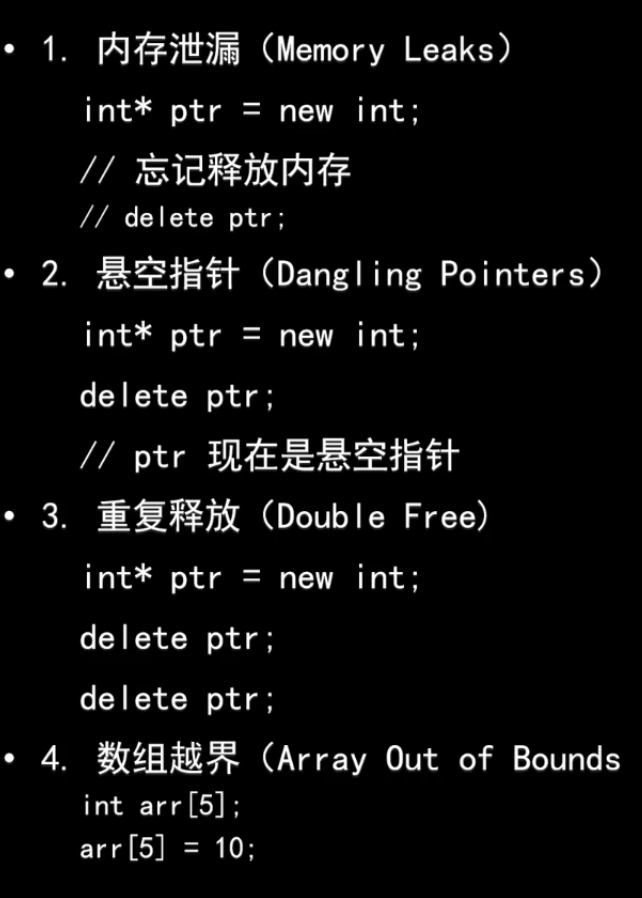 • 1. 内存泄漏（Memory Leaks）
int* ptr = new int;
// 忘记释放内存
// delete ptr;
• 2. 悬空指针（Dangling Pointers）
int* ptr = new int;
delete ptr;
// ptr 现在是悬空指针
• 3. 重复释放（Double Free)
int* ptr = new int;
delete ptr;
delete ptr;
• 4. 数组越界（Array Out of Bounds
int arr[5];
arr[5] = 10;